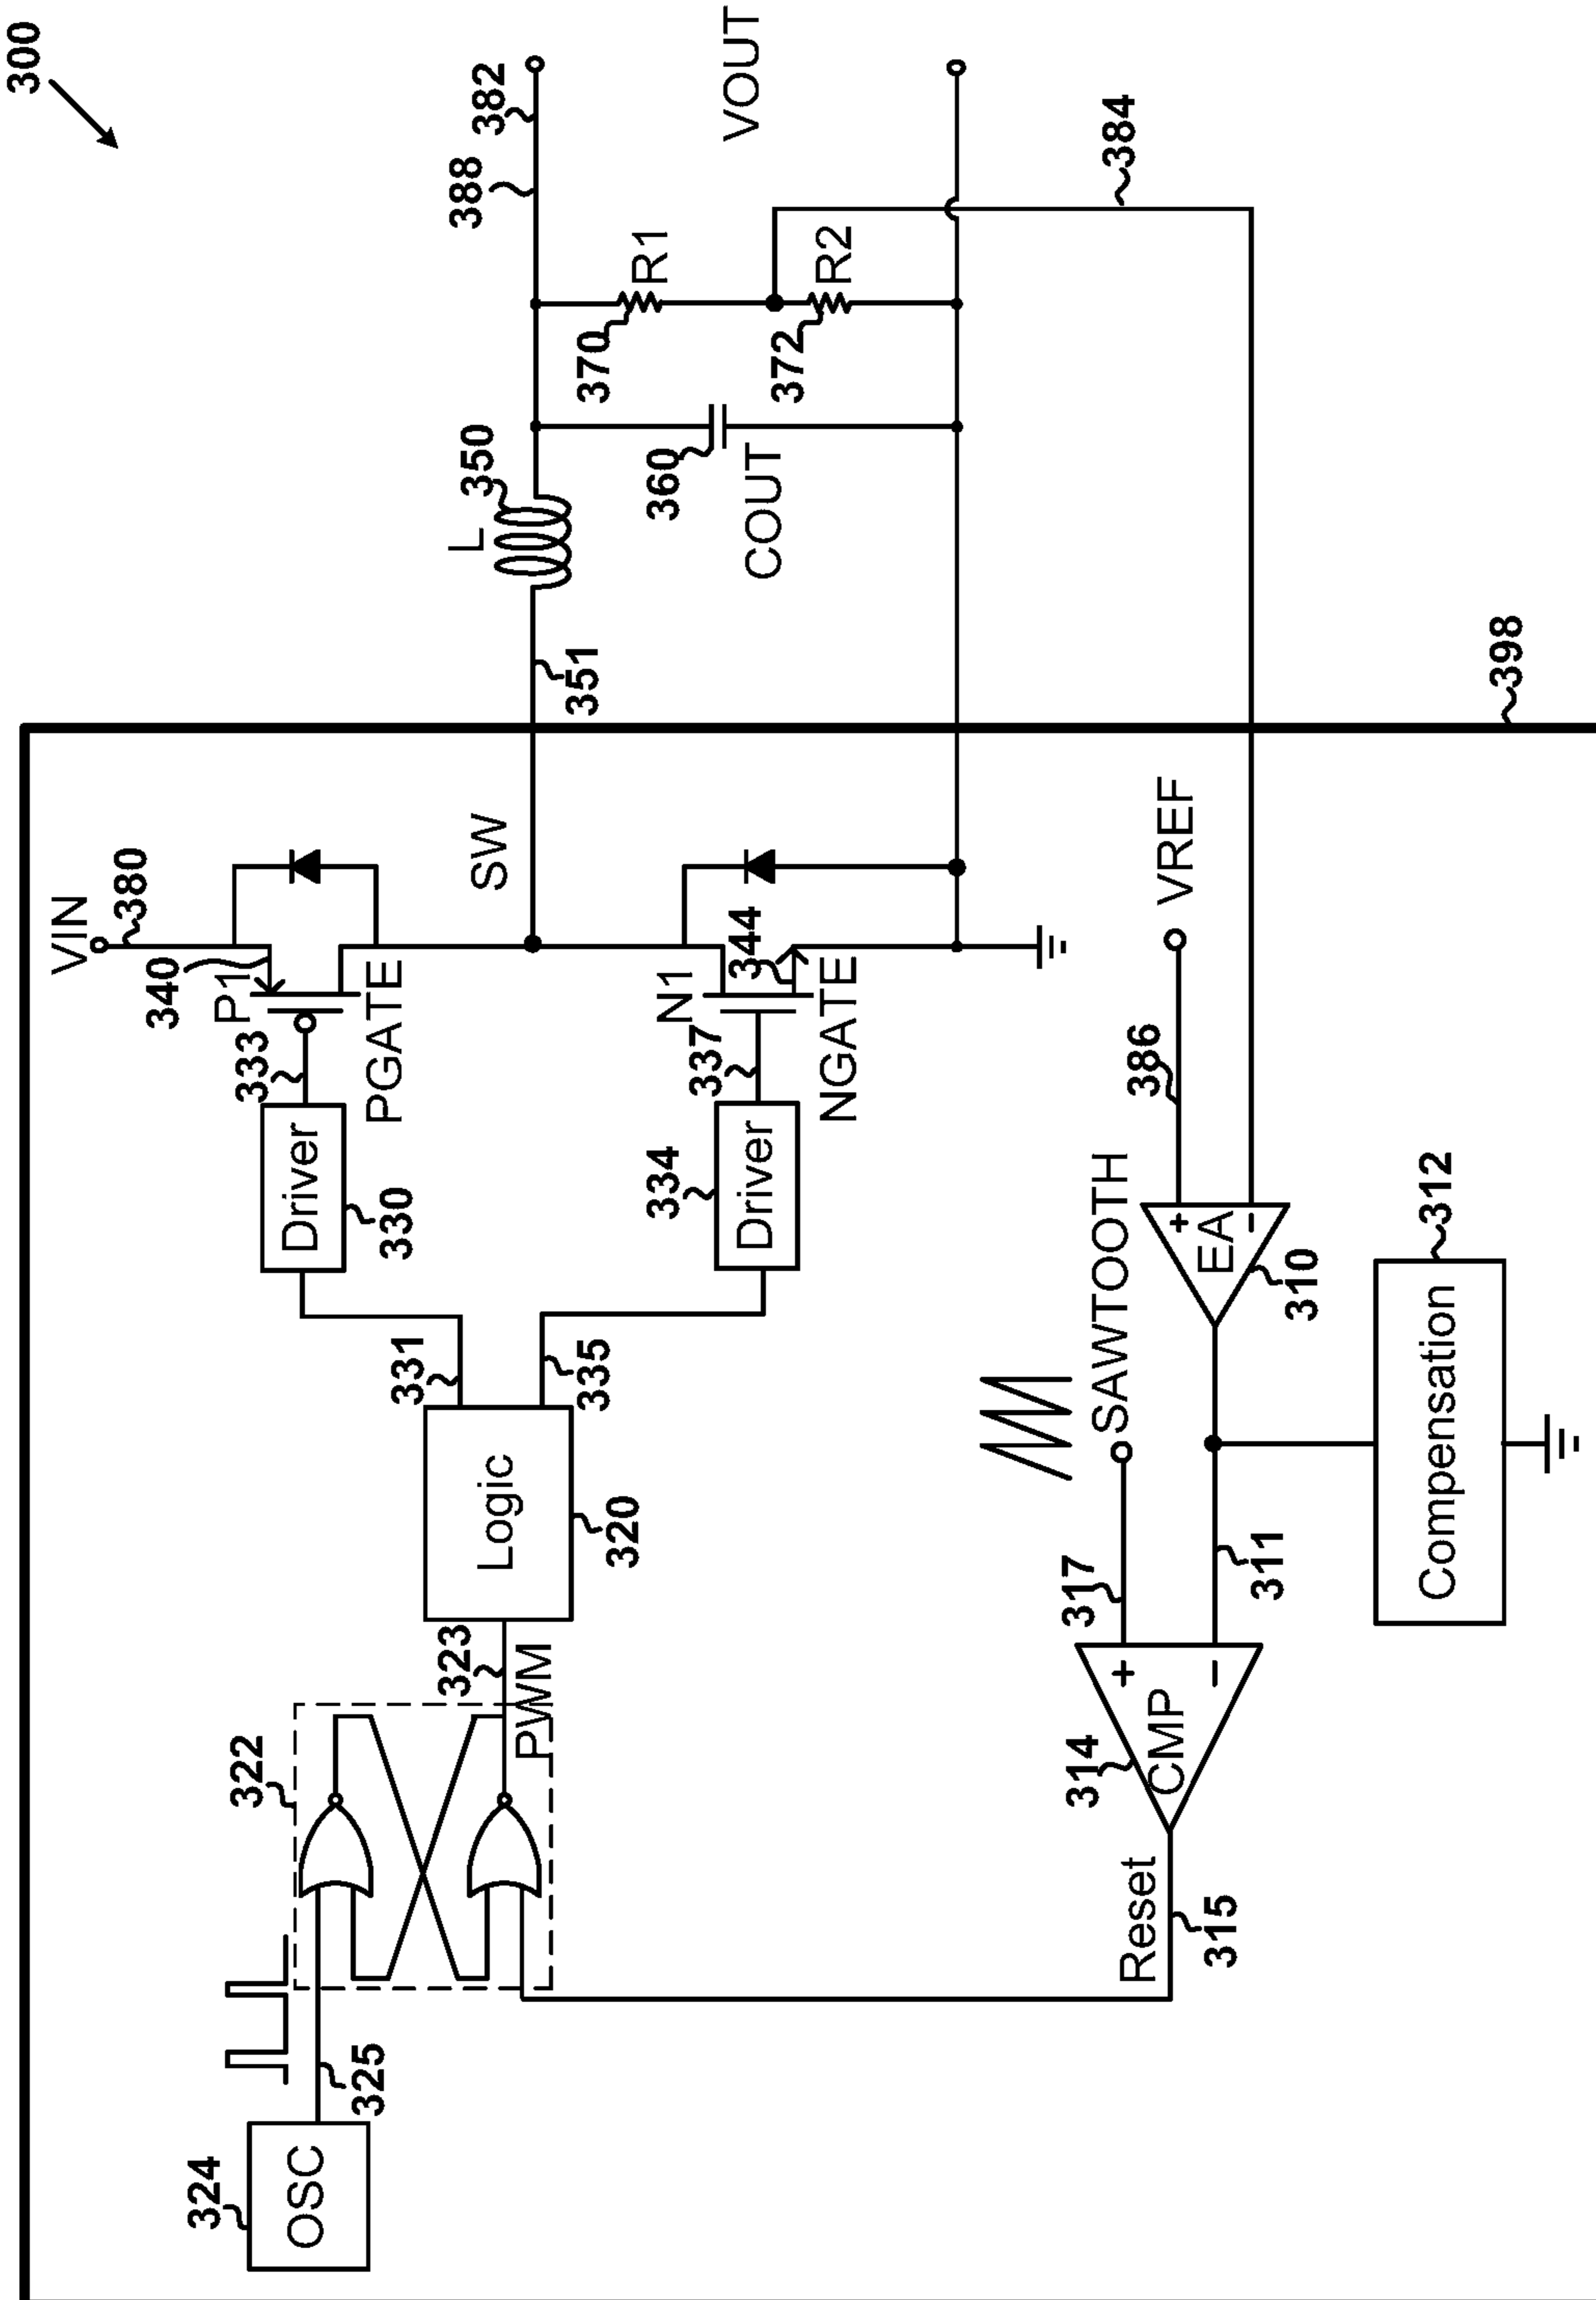 300
VIN
380
340
P1
333
PGATE
Driver
330
SW
351
L
350
388
382
370
R1
VOUT
360
COUT
372
R2
384
N1
344
337
NGATE
334
Driver
331
335
Logic
320
323
PWM
322
324
OSC
325
386
VREF
SAWTOOTH
317
+
EA
−
310
311
312
Compensation
314
+
CMP
−
Reset
315
398